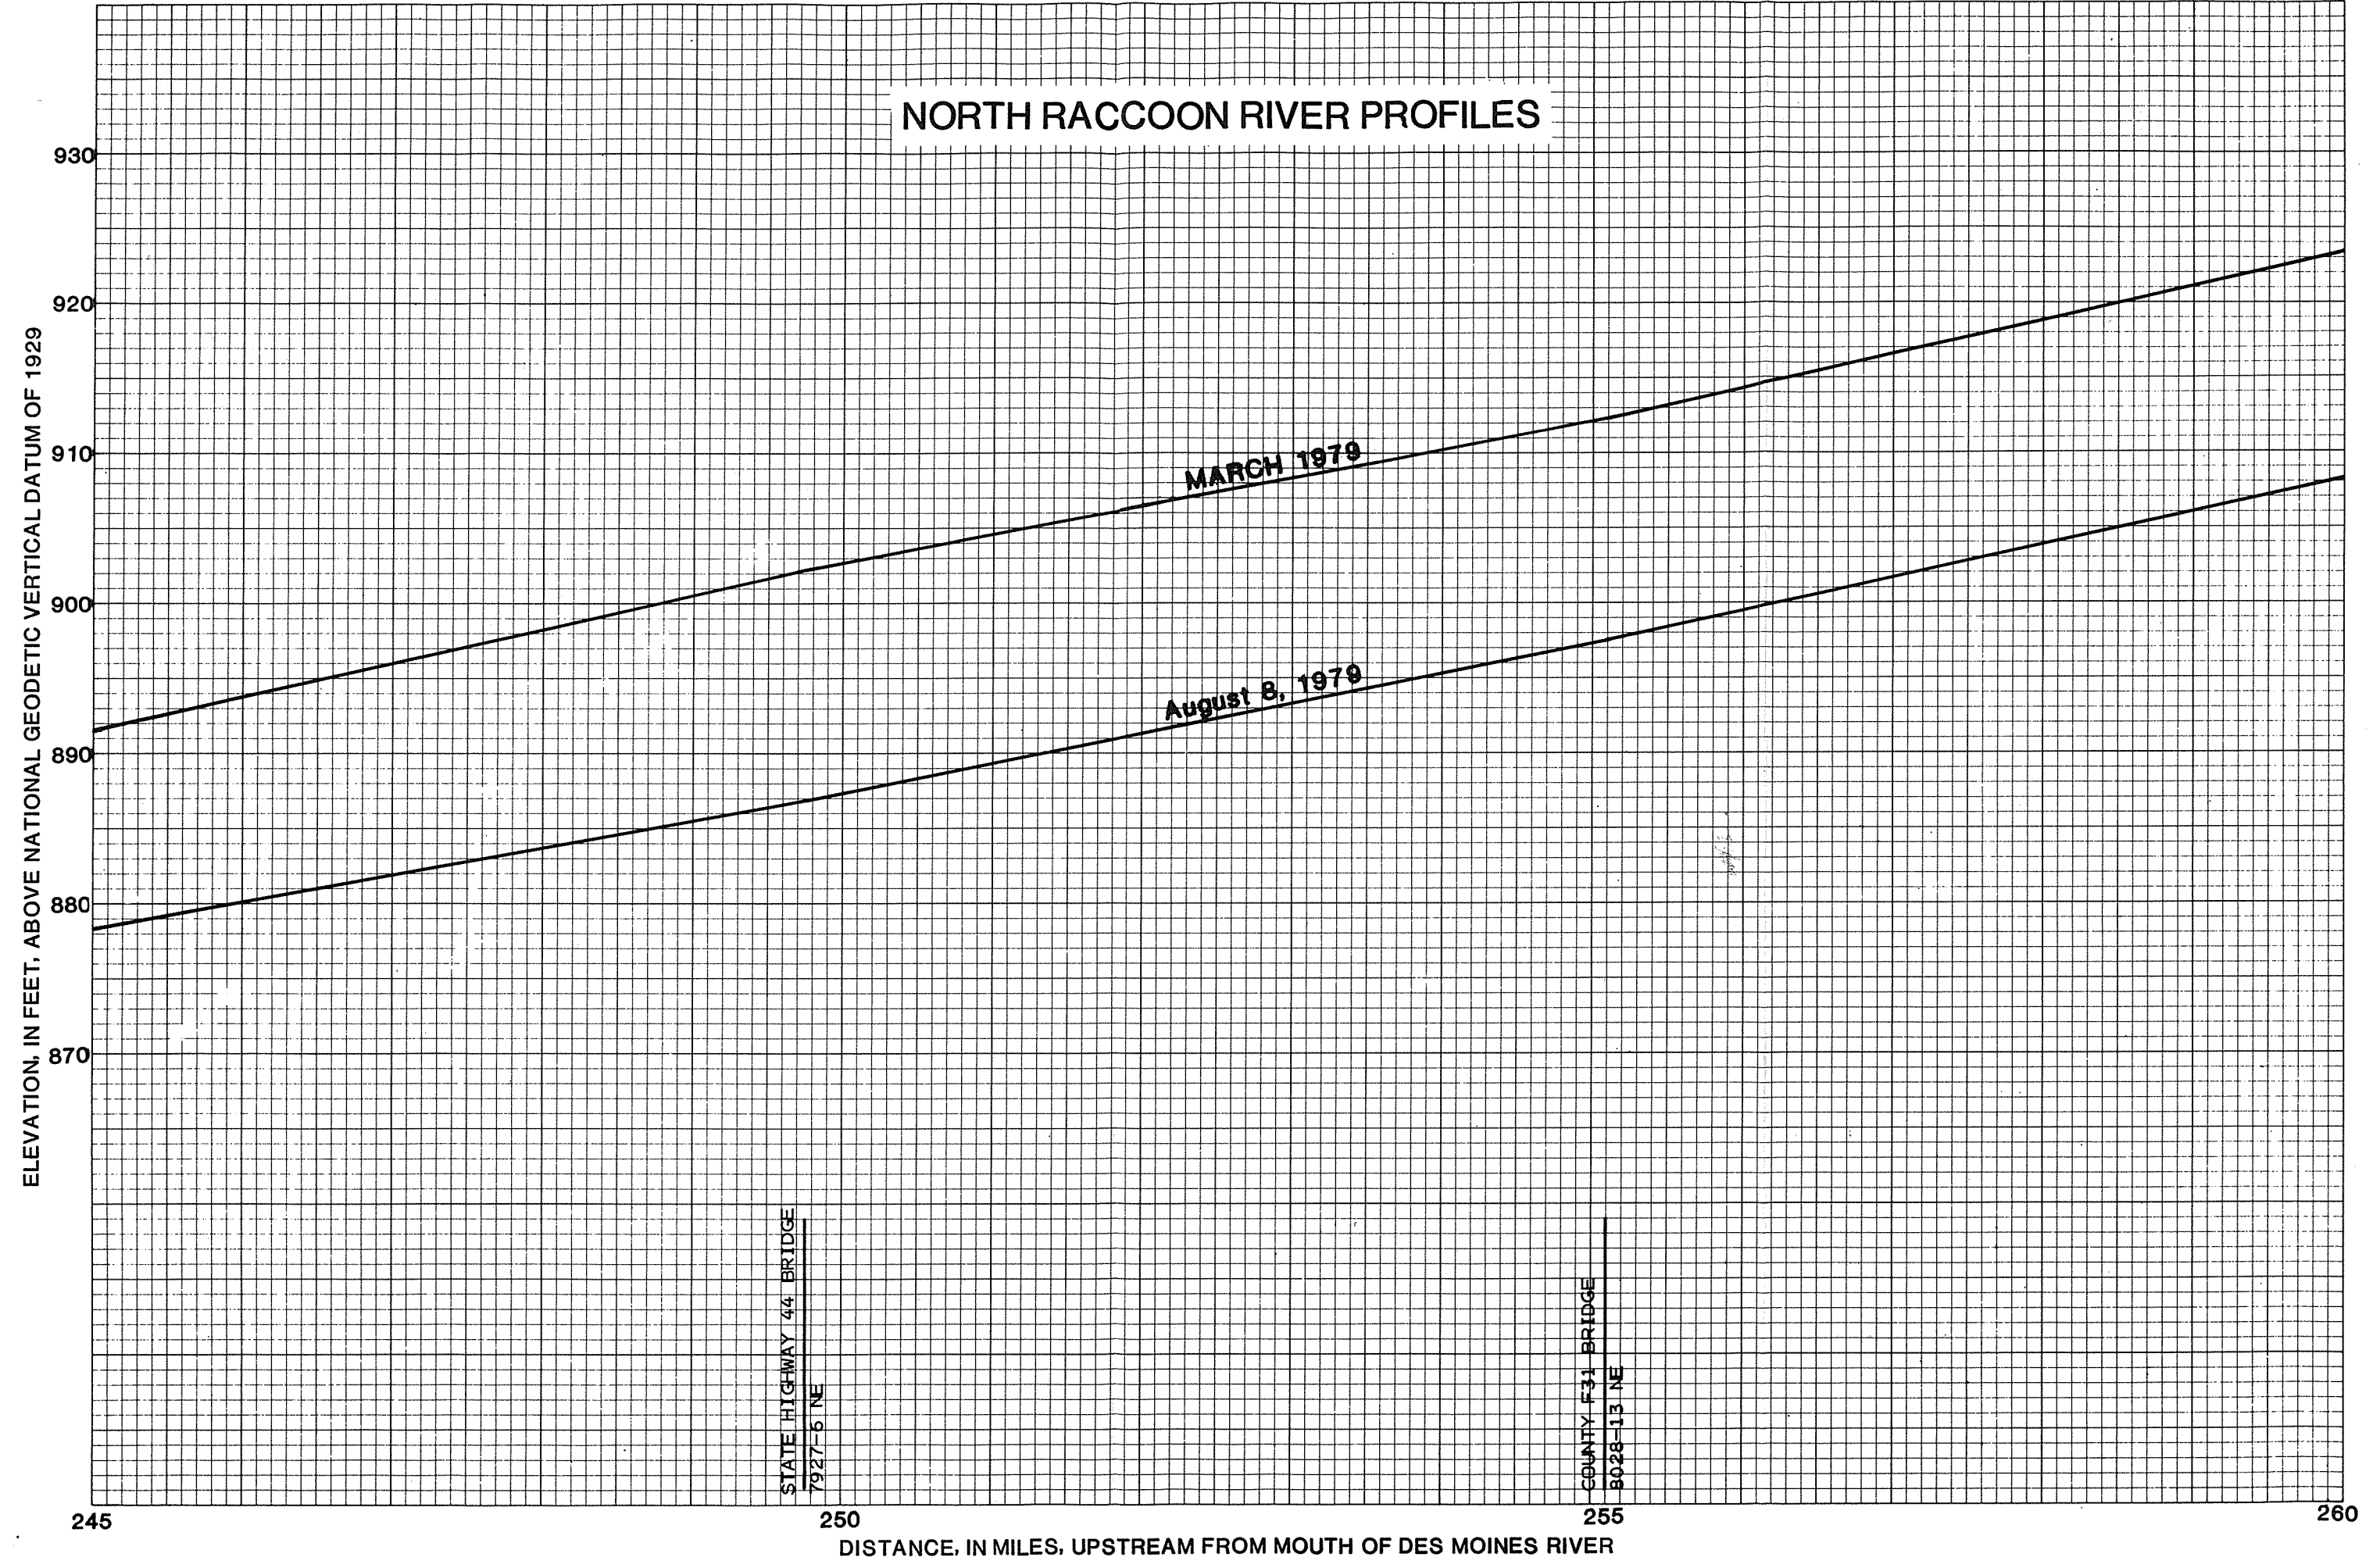 NORTH RACCOON RIVER PROFILES
930
920
910
900
890
880
870
ELEVATION, IN FEET, ABOVE NATIONAL GEODETIC VERTICAL DATUM OF 1929
MARCH 1979
August 8, 1979
STATE HIGHWAY 44 BRIDGE
7927-6 NE
COUNTY F31 BRIDGE
8028-13 NE
245
250
255
260
DISTANCE, IN MILES, UPSTREAM FROM MOUTH OF DES MOINES RIVER